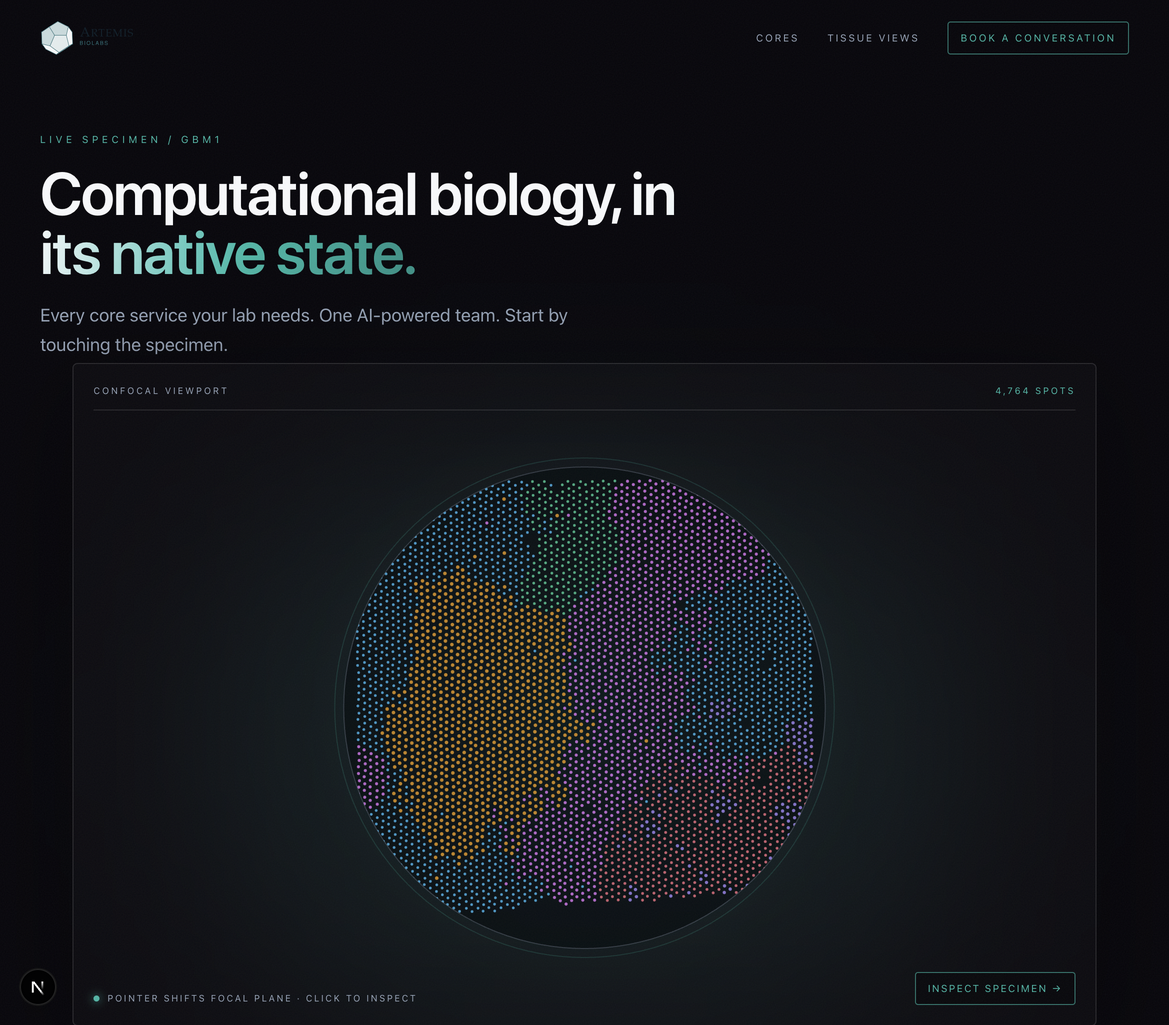 ARTEMIS
BIOLABS
CORES
TISSUE VIEWS
BOOK A CONVERSATION
LIVE SPECIMEN / GBM1
Computational biology, in
its native state.
Every core service your lab needs. One AI-powered team. Start by
touching the specimen.
CONFOCAL VIEWPORT
4,764 SPOTS
POINTER SHIFTS FOCAL PLANE · CLICK TO INSPECT
INSPECT SPECIMEN →
N